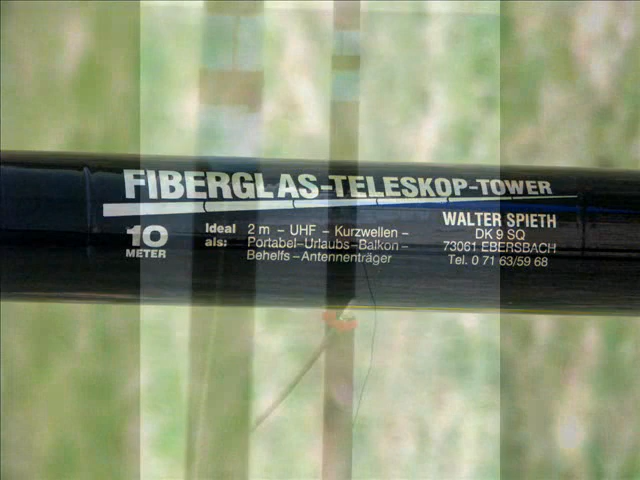 FIBERGLAS-TELESKOP-TOWER
10 METER
Ideal als: 2 m - UHF - Kurzwellen -
Portabel-Urlaubs-Balkon -
Behelfs-Antennenträger
WALTER SPIETH
DK 9 SQ
73061 EBERSBACH
Tel. 0 71 63/59 68